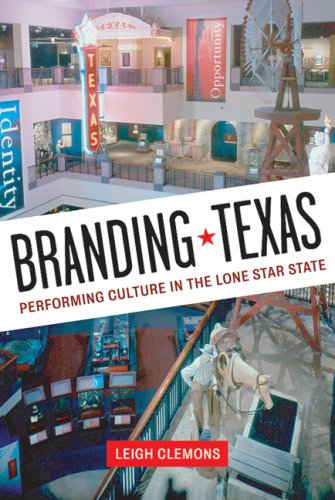 Opportunity
TEXAS
Identity
BRANDING★TEXAS
PERFORMING CULTURE IN THE LONE STAR STATE
LEIGH CLEMONS